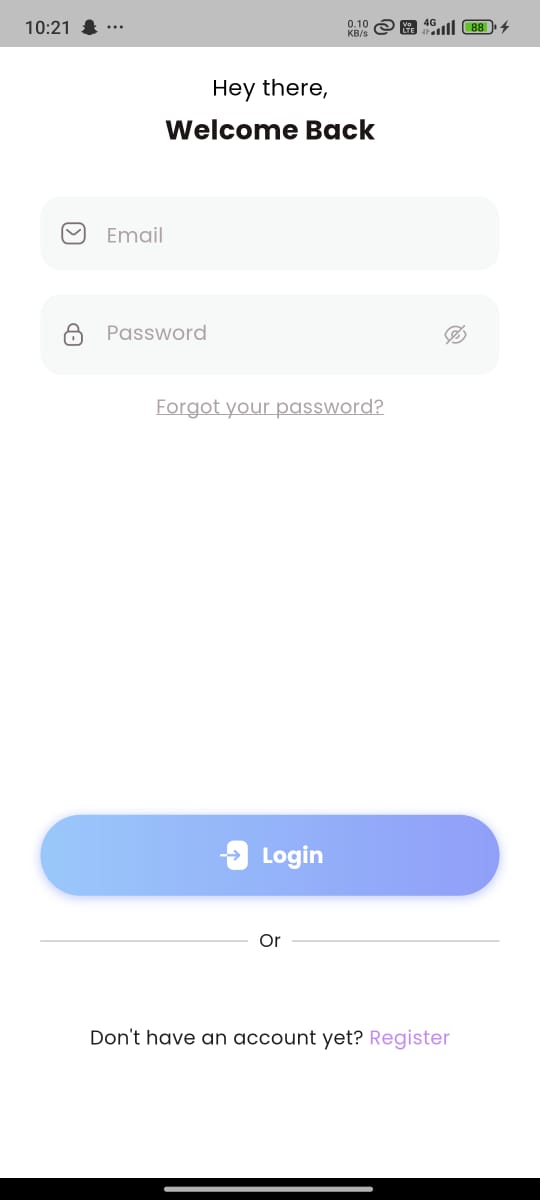 10:21 ... 0.10 KB/s Vo LTE 4G 88
Hey there,
Welcome Back
Email
Password
Forgot your password?
Login
Or
Don't have an account yet? Register